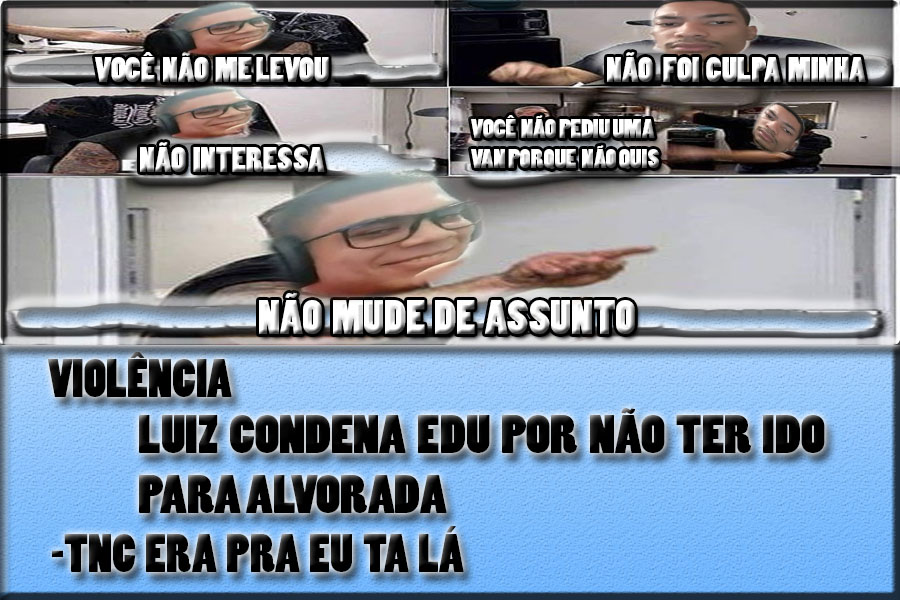 VOCÊ NÃO ME LEVOU
NÃO FOI CULPA MINHA
NÃO INTERESSA
VOCÊ NÃO PEDIU UMA
VAN PORQUE NÃO QUIS
NÃO MUDE DE ASSUNTO
VIOLÊNCIA
LUIZ CONDENA EDU POR NÃO TER IDO
PARA ALVORADA
-TNC ERA PRA EU TA LÁ